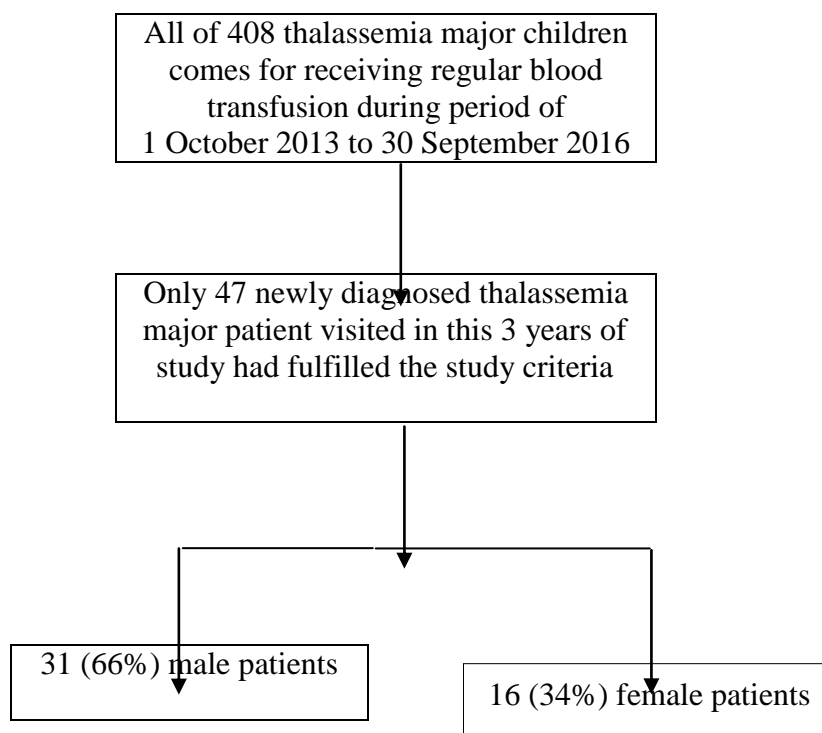 All of 408 thalassemia major children
comes for receiving regular blood
transfusion during period of
1 October 2013 to 30 September 2016
Only 47 newly diagnosed thalassemia
major patient visited in this 3 years of
study had fulfilled the study criteria
31 (66%) male patients
16 (34%) female patients